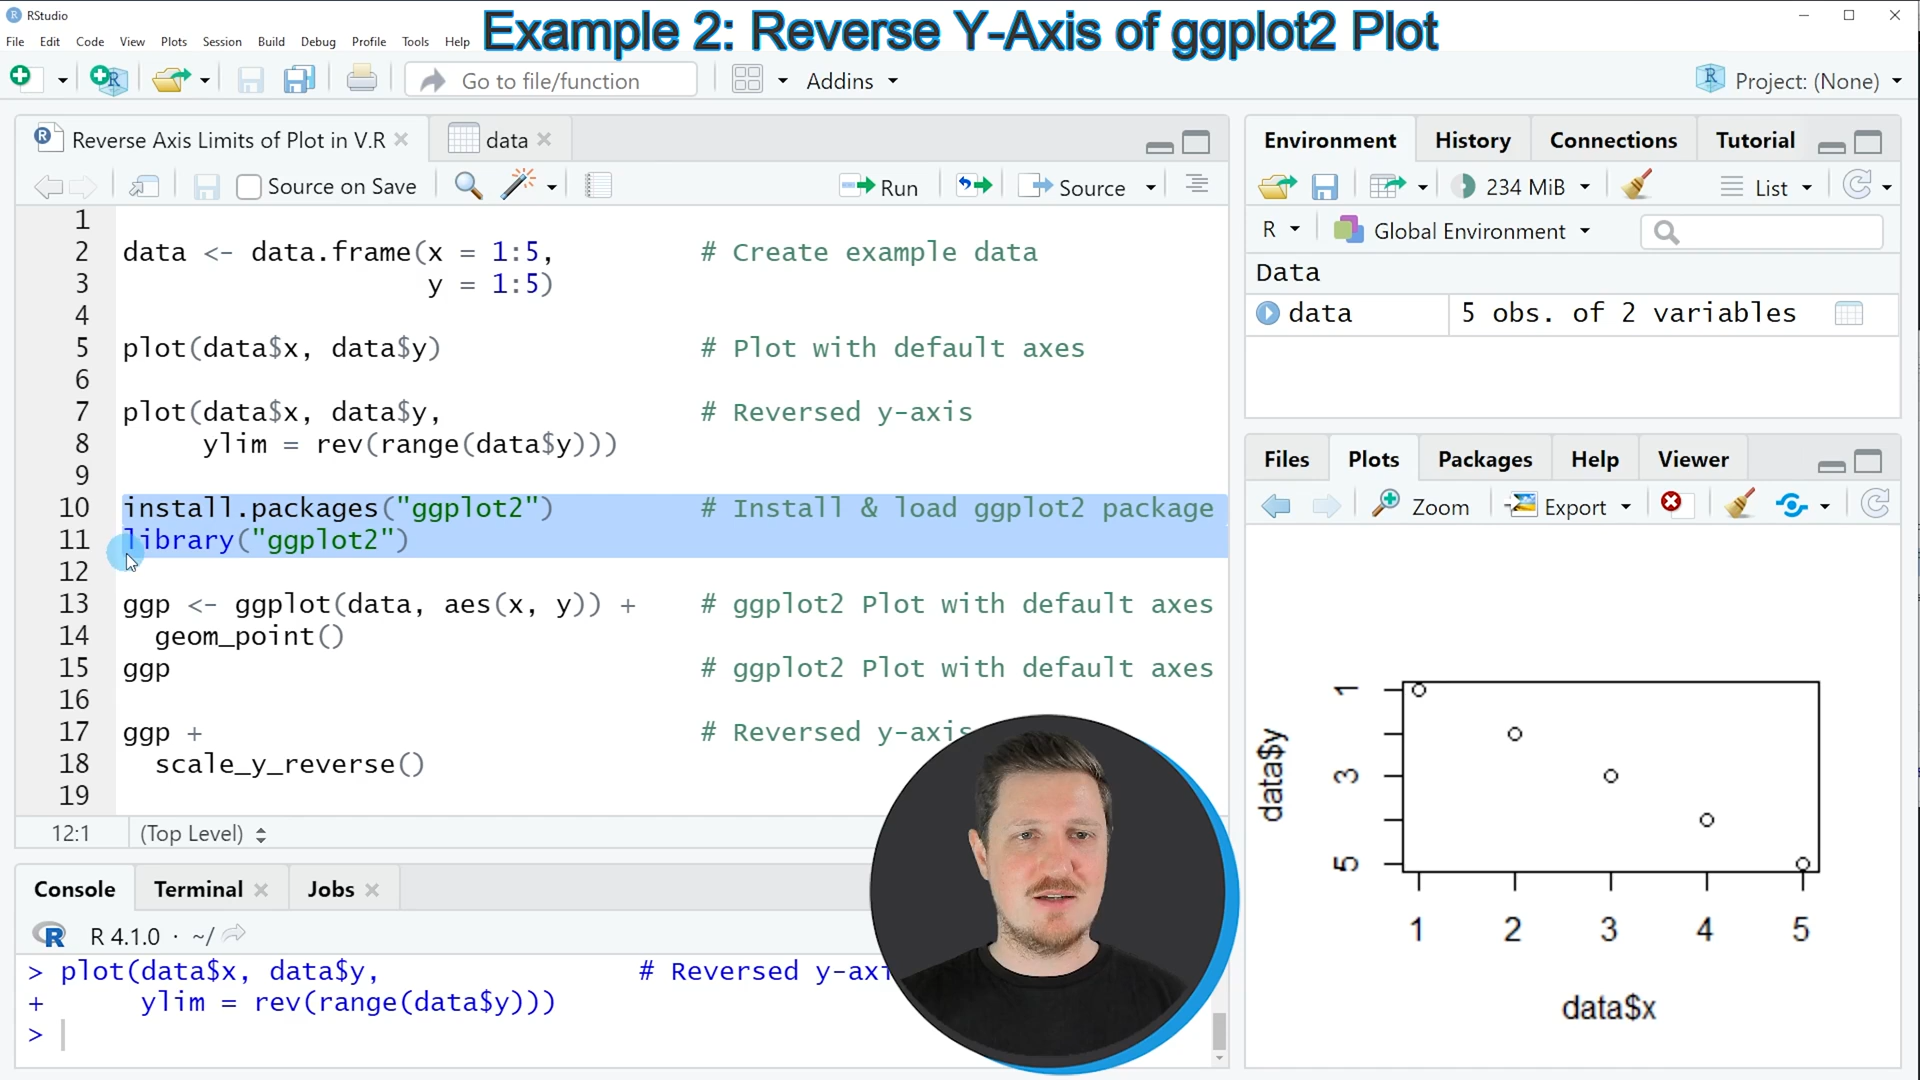 RStudio
Example 2: Reverse Y-Axis of ggplot2 Plot
File Edit Code View Plots Session Build Debug Profile Tools Help
Go to file/function
Addins
Project: (None)
Reverse Axis Limits of Plot in V.R
data
Source on Save
Run
Source
1
2 data <- data.frame(x = 1:5, # Create example data
3 y = 1:5)
4
5 plot(data$x, data$y) # Plot with default axes
6
7 plot(data$x, data$y, # Reversed y-axis
8 ylim = rev(range(data$y)))
9
10 install.packages("ggplot2") # Install & load ggplot2 package
11 library("ggplot2")
12
13 ggp <- ggplot(data, aes(x, y)) + # ggplot2 Plot with default axes
14 geom_point()
15 ggp # ggplot2 Plot with default axes
16
17 ggp + # Reversed y-axis
18 scale_y_reverse()
19
12:1 (Top Level)
Console Terminal Jobs
R 4.1.0 · ~/
> plot(data$x, data$y, # Reversed y-axi
+ ylim = rev(range(data$y)))
>
Environment History Connections Tutorial
234 MiB
List
R Global Environment
Data
data 5 obs. of 2 variables
Files Plots Packages Help Viewer
Zoom Export
data$y
1
3
5
1 2 3 4 5
data$x